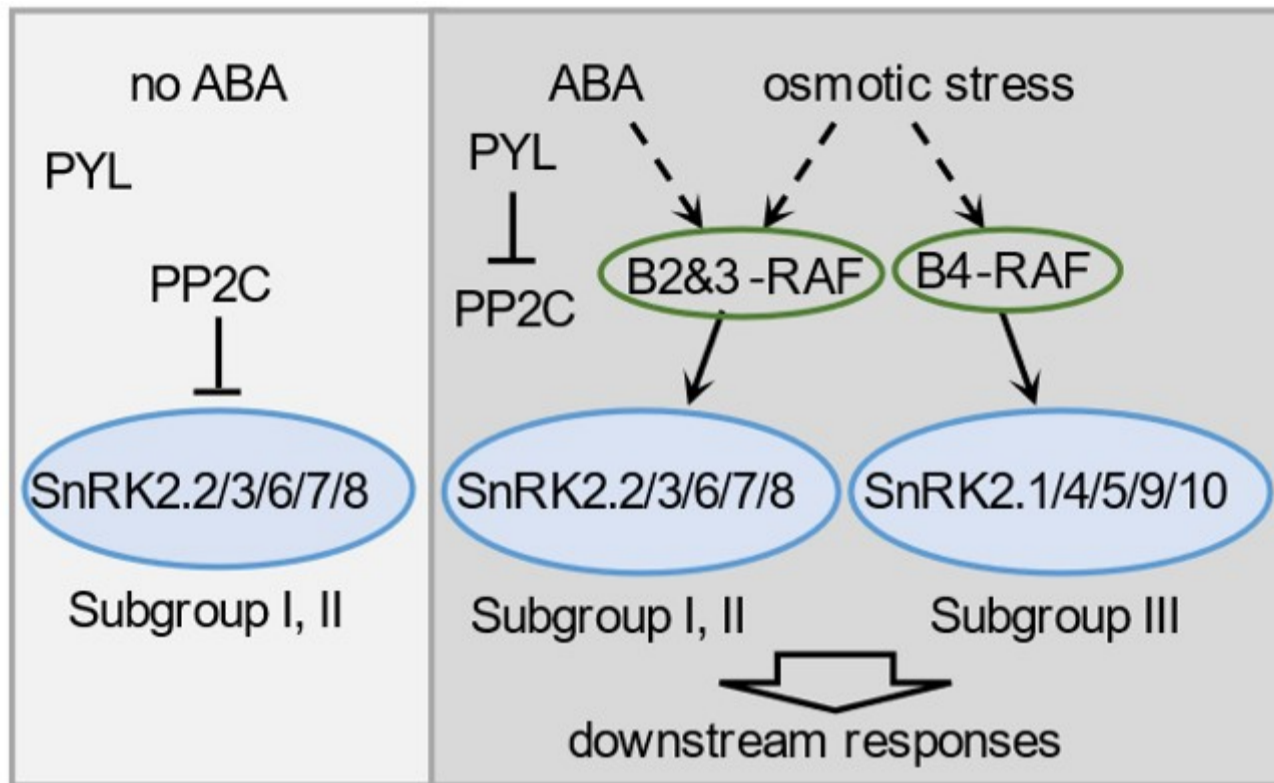 no ABA
PYL
PP2C
SnRK2.2/3/6/7/8
Subgroup I, II
ABA
osmotic stress
PYL
PP2C
B2&3-RAF
B4-RAF
SnRK2.2/3/6/7/8
SnRK2.1/4/5/9/10
Subgroup I, II
Subgroup III
downstream responses